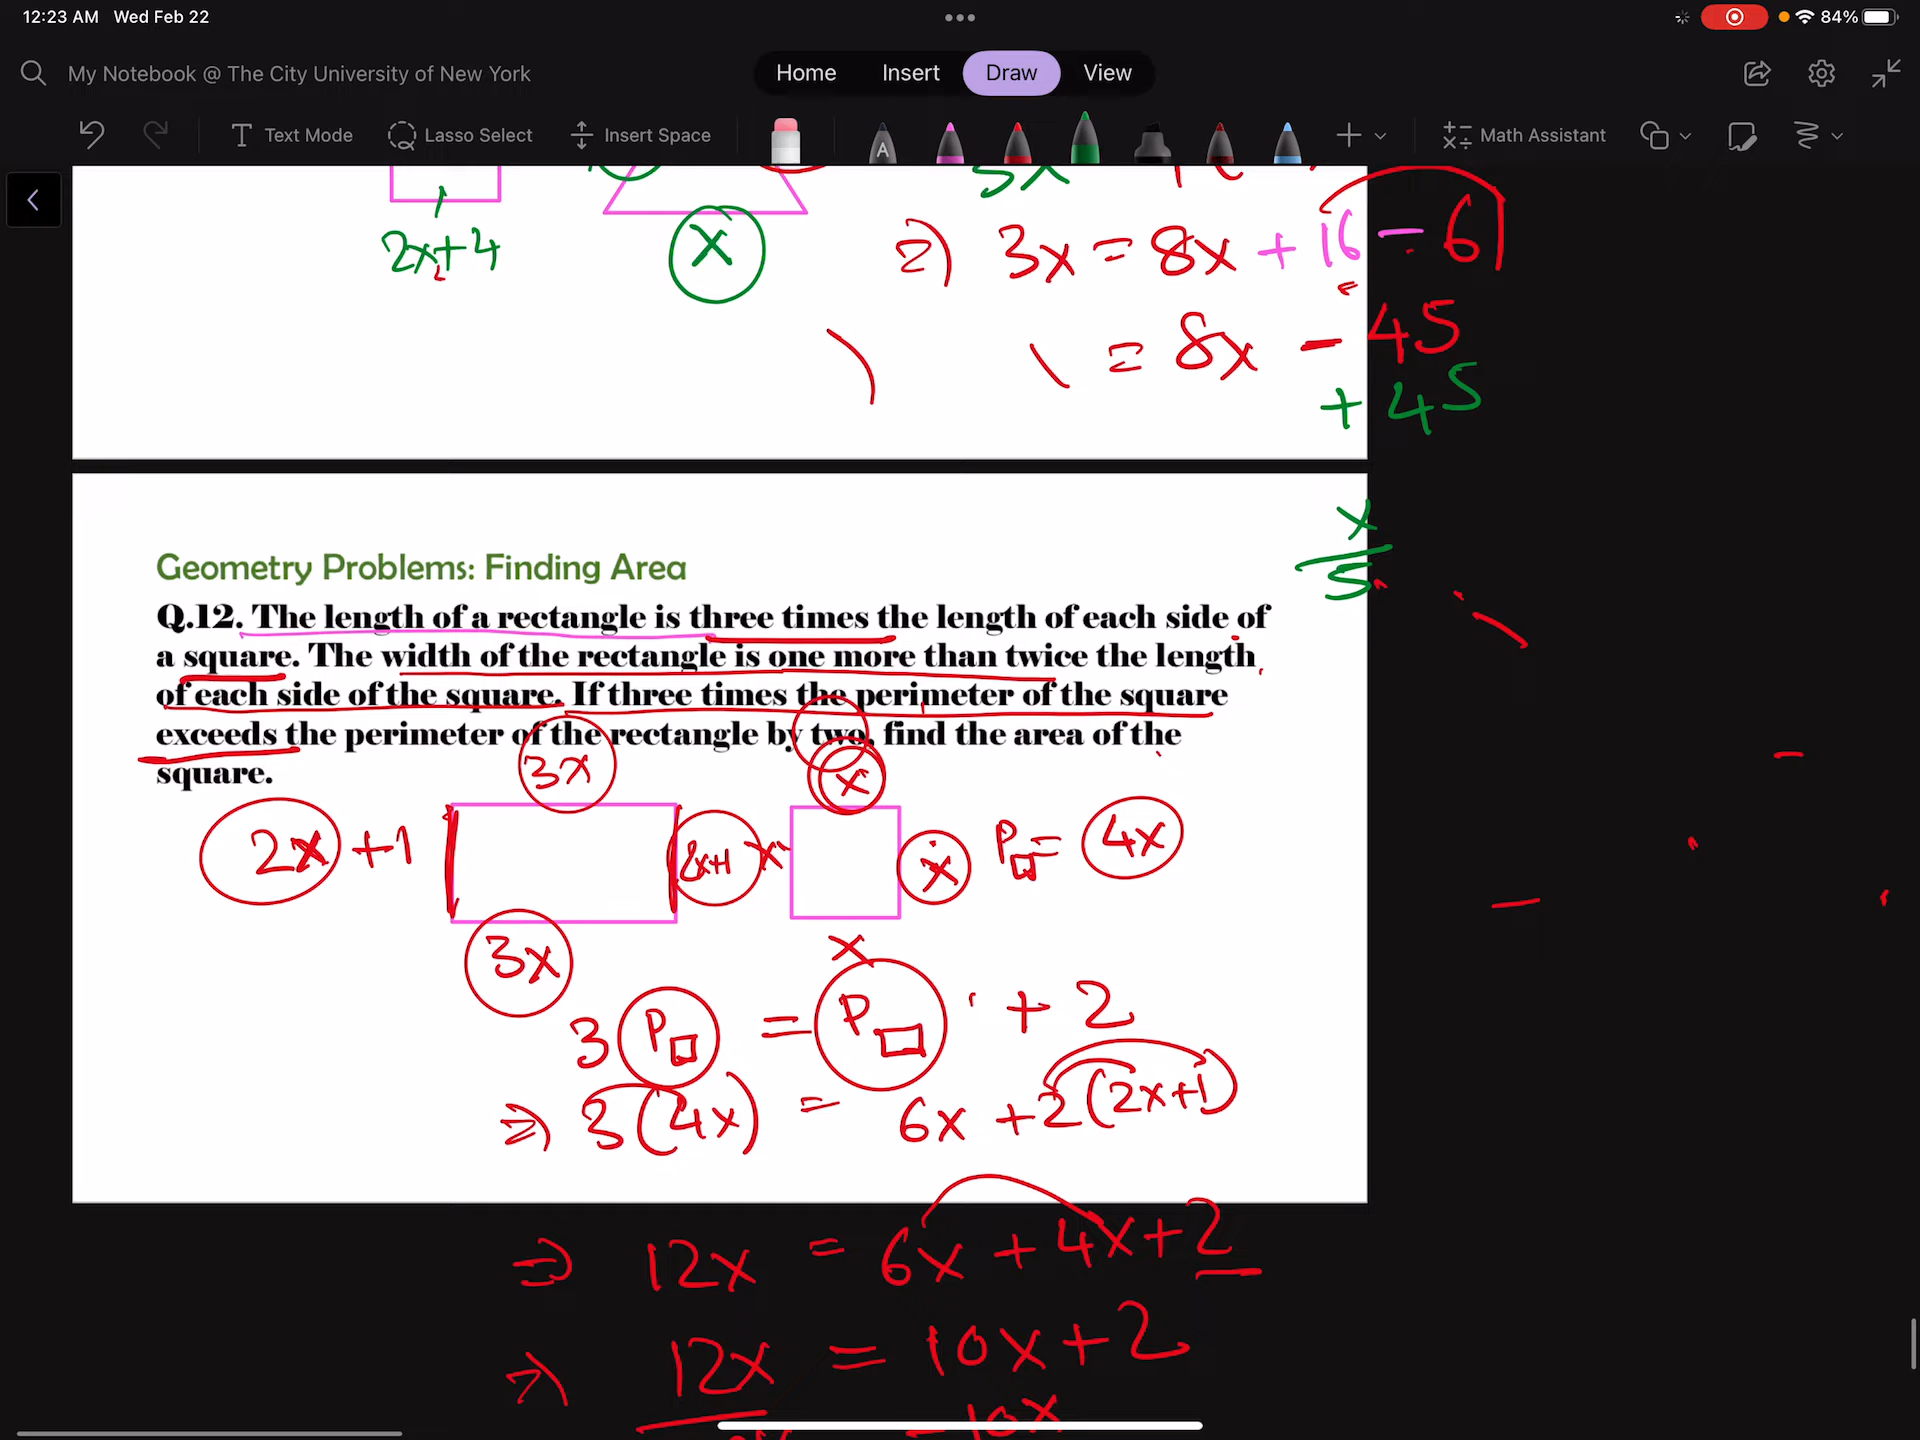 12:23 AM Wed Feb 22
84%
My Notebook @ The City University of New York
Home Insert Draw View
Text Mode Lasso Select Insert Space A Math Assistant
2x+4
x
2) 3x = 8x + 16 - 61
= 8x - 45
+ 45
x
5
Geometry Problems: Finding Area
Q.12. The length of a rectangle is three times the length of each side of
a square. The width of the rectangle is one more than twice the length
of each side of the square. If three times the perimeter of the square
exceeds the perimeter of the rectangle by two, find the area of the
square.
3x x
2x +1 2x+1 x x P□ = 4x
3x x
3 P□ = P▭ + 2
⇒ 3(4x) = 6x +2(2x+1)
⇒ 12x = 6x + 4x+2
⇒ 12x = 10x+2
-10x